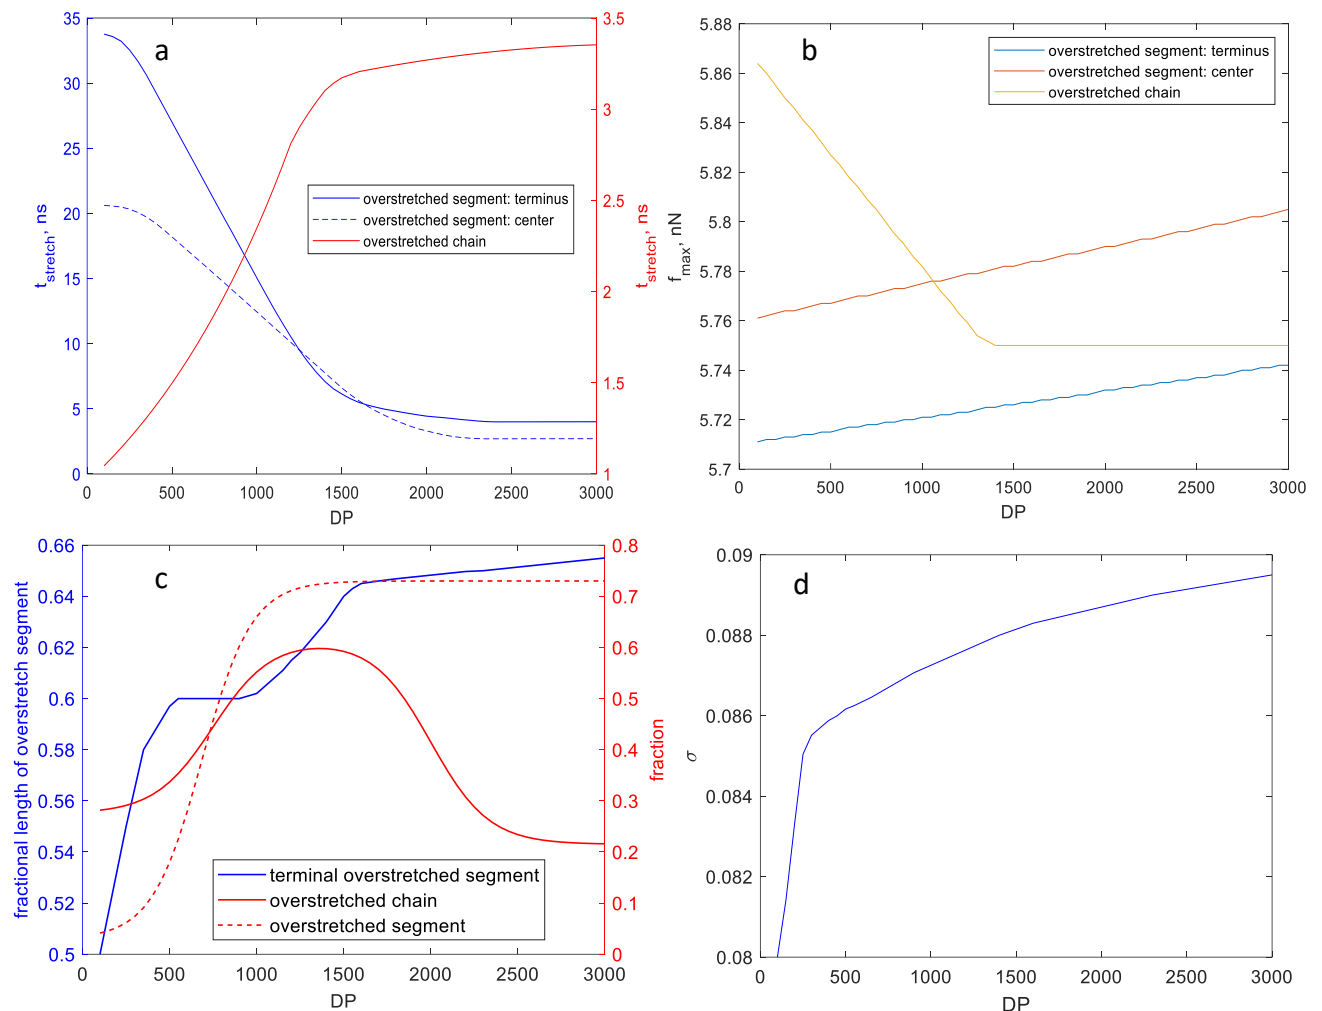 a
35
30
25
20
15
10
5
0
3.5
3
2.5
2
1.5
1
0 500 1000 1500 2000 2500 3000
DP
t_stretch, ns
t_stretch, ns
overstretched segment: terminus
overstretched segment: center
overstretched chain
b
5.88
5.86
5.84
5.82
5.8
5.78
5.76
5.74
5.72
5.7
0 500 1000 1500 2000 2500 3000
DP
f_max, nN
overstretched segment: terminus
overstretched segment: center
overstretched chain
c
0.66
0.64
0.62
0.6
0.58
0.56
0.54
0.52
0.5
0.8
0.7
0.6
0.5
0.4
0.3
0.2
0.1
0
0 500 1000 1500 2000 2500 3000
DP
fractional length of overstretch segment
fraction
terminal overstretched segment
overstretched chain
overstretched segment
d
0.09
0.088
0.086
0.084
0.082
0.08
0 500 1000 1500 2000 2500 3000
DP
σ